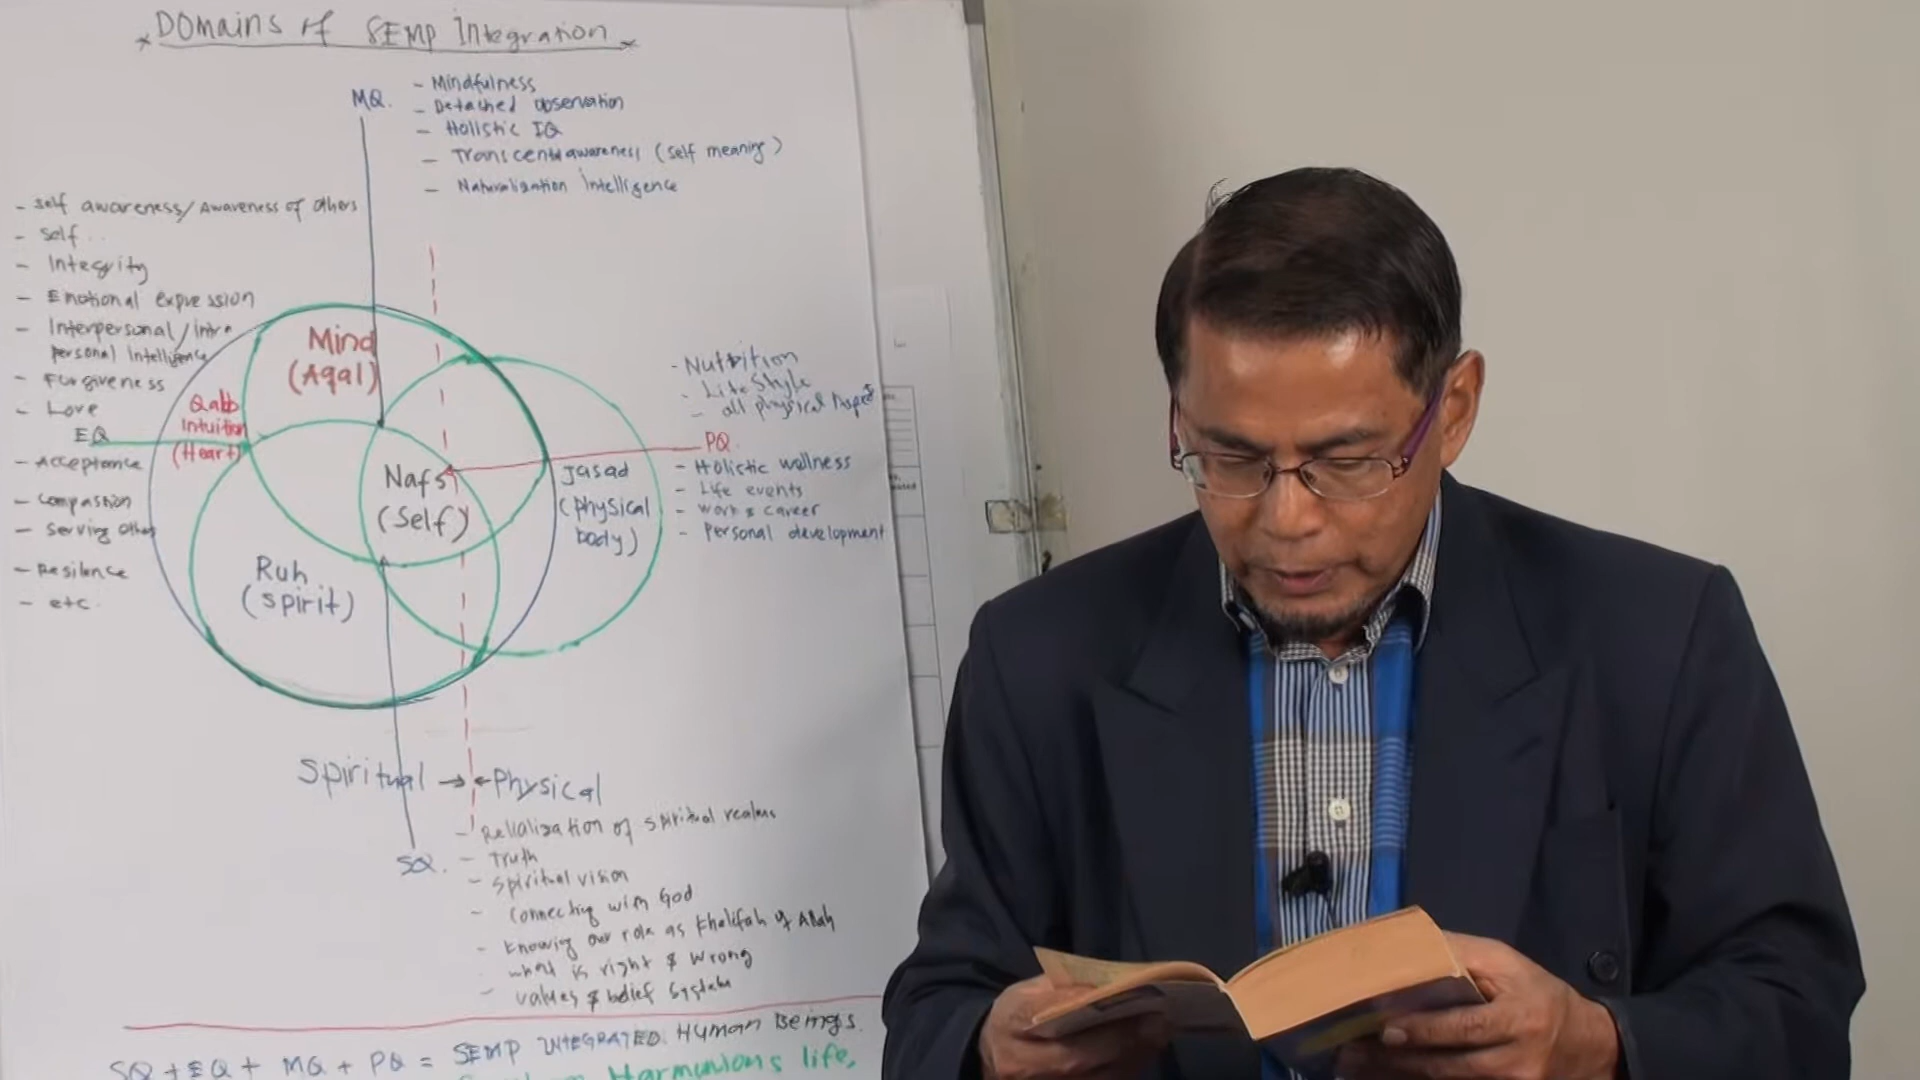 Domains of SEMP Integration
MQ.
- Mindfulness
- Detached observation
- Holistic IQ
- Transcend awareness (self meaning)
- Naturalization Intelligence
- self awareness/Awareness of others
- Self..
- Integrity
- Emotional expression
- Interpersonal/intra
personal Intelligence
- Forgiveness
- Love
EQ
- Acceptance
- Compassion
- Serving others
- Resilence
- etc.
Mind
(Aqal)
Qalb
Intuition
(Heart)
Nafs
(Self)
Ruh
(spirit)
Jasad
(physical
body)
- Nutrition
- Life Style
- all physical Aspect
PQ
- Holistic wellness
- Life events
- Work & career
- Personal development
Spiritual → ← Physical
SQ.
- Relialization of spiritual realms
- Truth
- spiritual vision
- connecting with God
- knowing our role as Khalifah of Allah
- what is right & wrong
- values & belief system
SQ + EQ + MQ + PQ = SEMP INTEGRATED Human Beings.
Harmunious life,